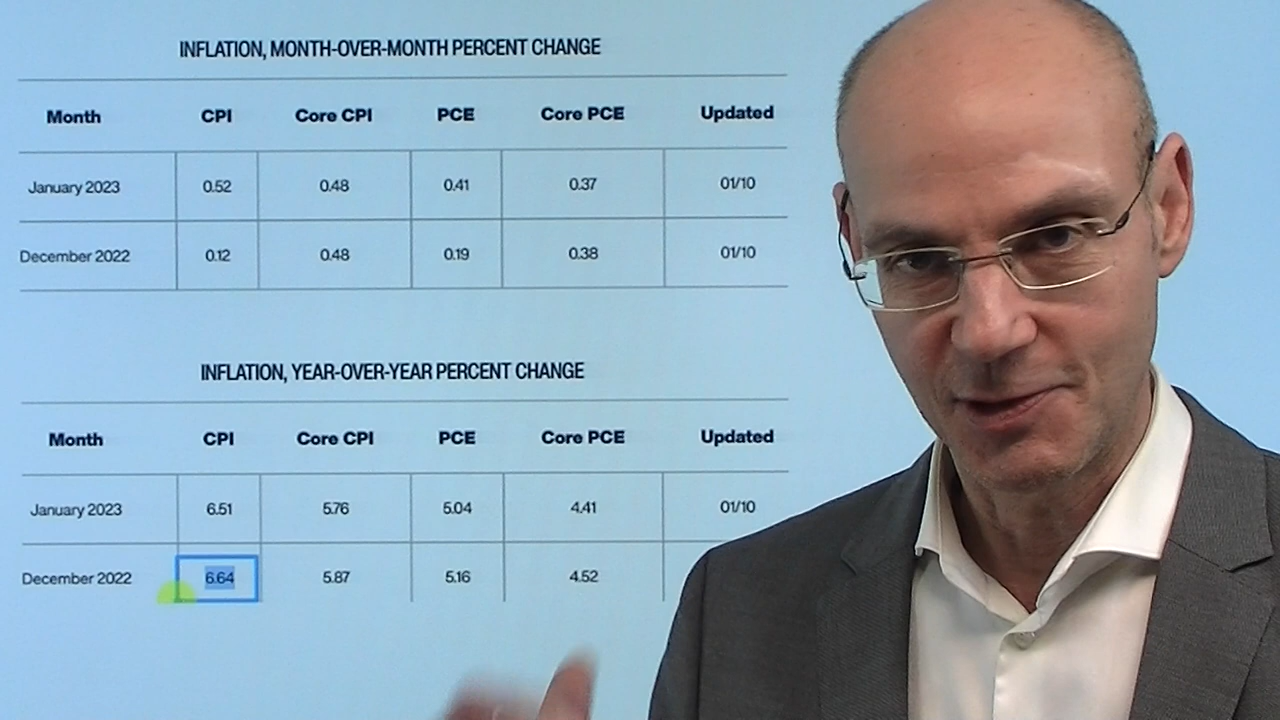 INFLATION, MONTH-OVER-MONTH PERCENT CHANGE
Month CPI Core CPI PCE Core PCE Updated
January 2023 0.52 0.48 0.41 0.37 01/10
December 2022 0.12 0.48 0.19 0.38 01/10
INFLATION, YEAR-OVER-YEAR PERCENT CHANGE
Month CPI Core CPI PCE Core PCE Updated
January 2023 6.51 5.76 5.04 4.41 01/10
December 2022 6.64 5.87 5.16 4.52